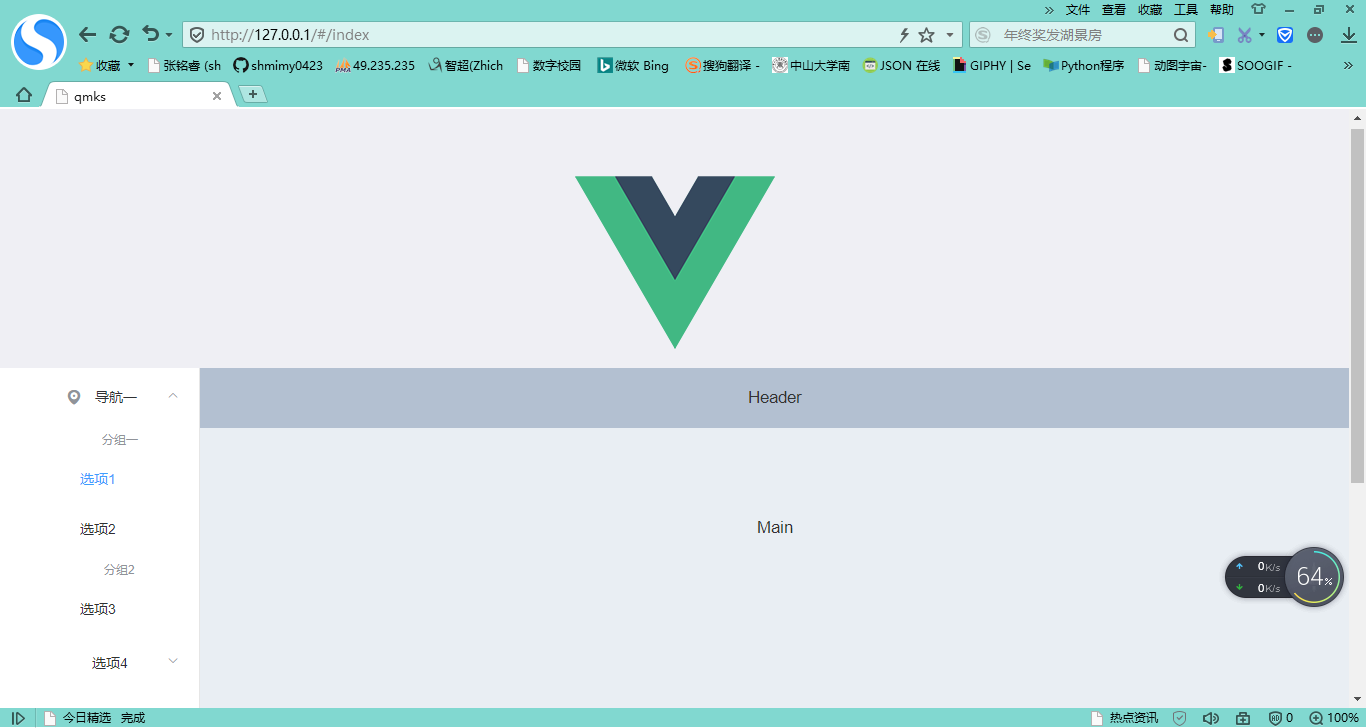 » 文件 查看 收藏 工具 帮助
http://127.0.0.1/#/index 年终奖发湖景房
收藏 张铭睿 (sh shmimy0423 49.235.235 智超(Zhich 数字校园 微软 Bing 搜狗翻译 - 中山大学南 JSON 在线 GIPHY | Se Python程序 动图宇宙- SOOGIF - »
qmks
导航一
Header
分组一
选项1
选项2
Main
分组2
选项3
选项4
0K/s
0K/s
64%
今日精选 完成 热点资讯 0 100%